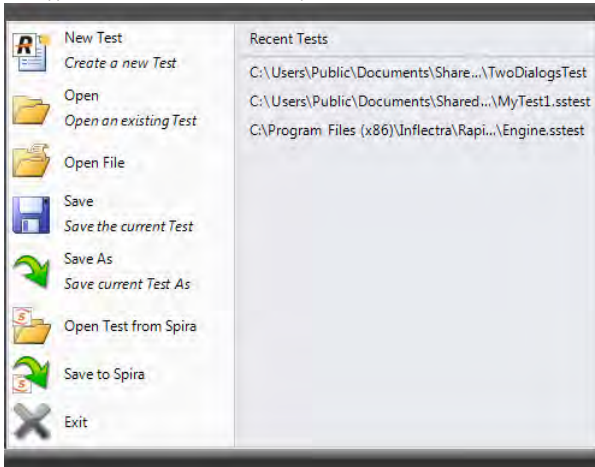 New Test
Create a new Test
Open
Open an existing Test
Open File
Save
Save the current Test
Save As
Save current Test As
Open Test from Spira
Save to Spira
Exit
Recent Tests
C:\Users\Public\Documents\Share...\TwoDialogsTest
C:\Users\Public\Documents\Shared...\MyTest1.sstest
C:\Program Files (x86)\Inflectra\Rapi...\Engine.sstest